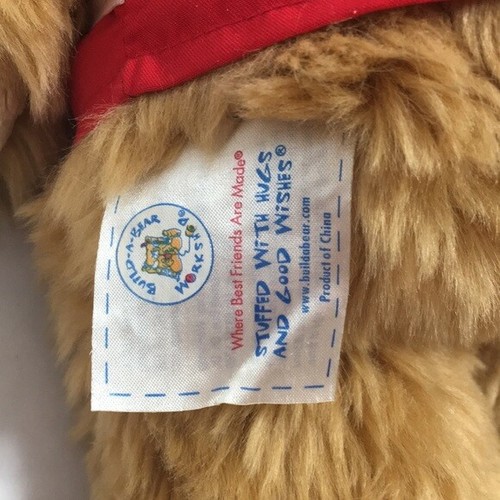 BUILD-A-BEAR
WORKSHOP
Where Best Friends Are Made®
STUFFED WITH HUGS
AND GOOD WISHES®
www.buildabear.com
Product of China